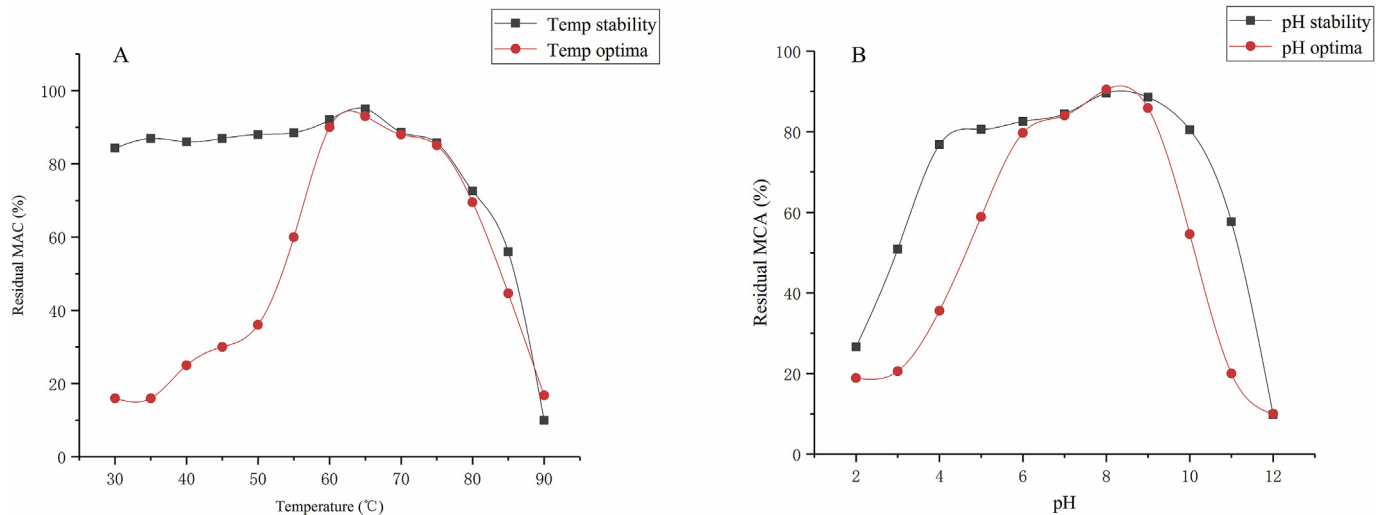 A
Temp stability
Temp optima
Residual MAC (%)
100
80
60
40
20
0
30 40 50 60 70 80 90
Temperature (℃)
B
pH stability
pH optima
Residual MCA (%)
100
80
60
40
20
0
2 4 6 8 10 12
pH